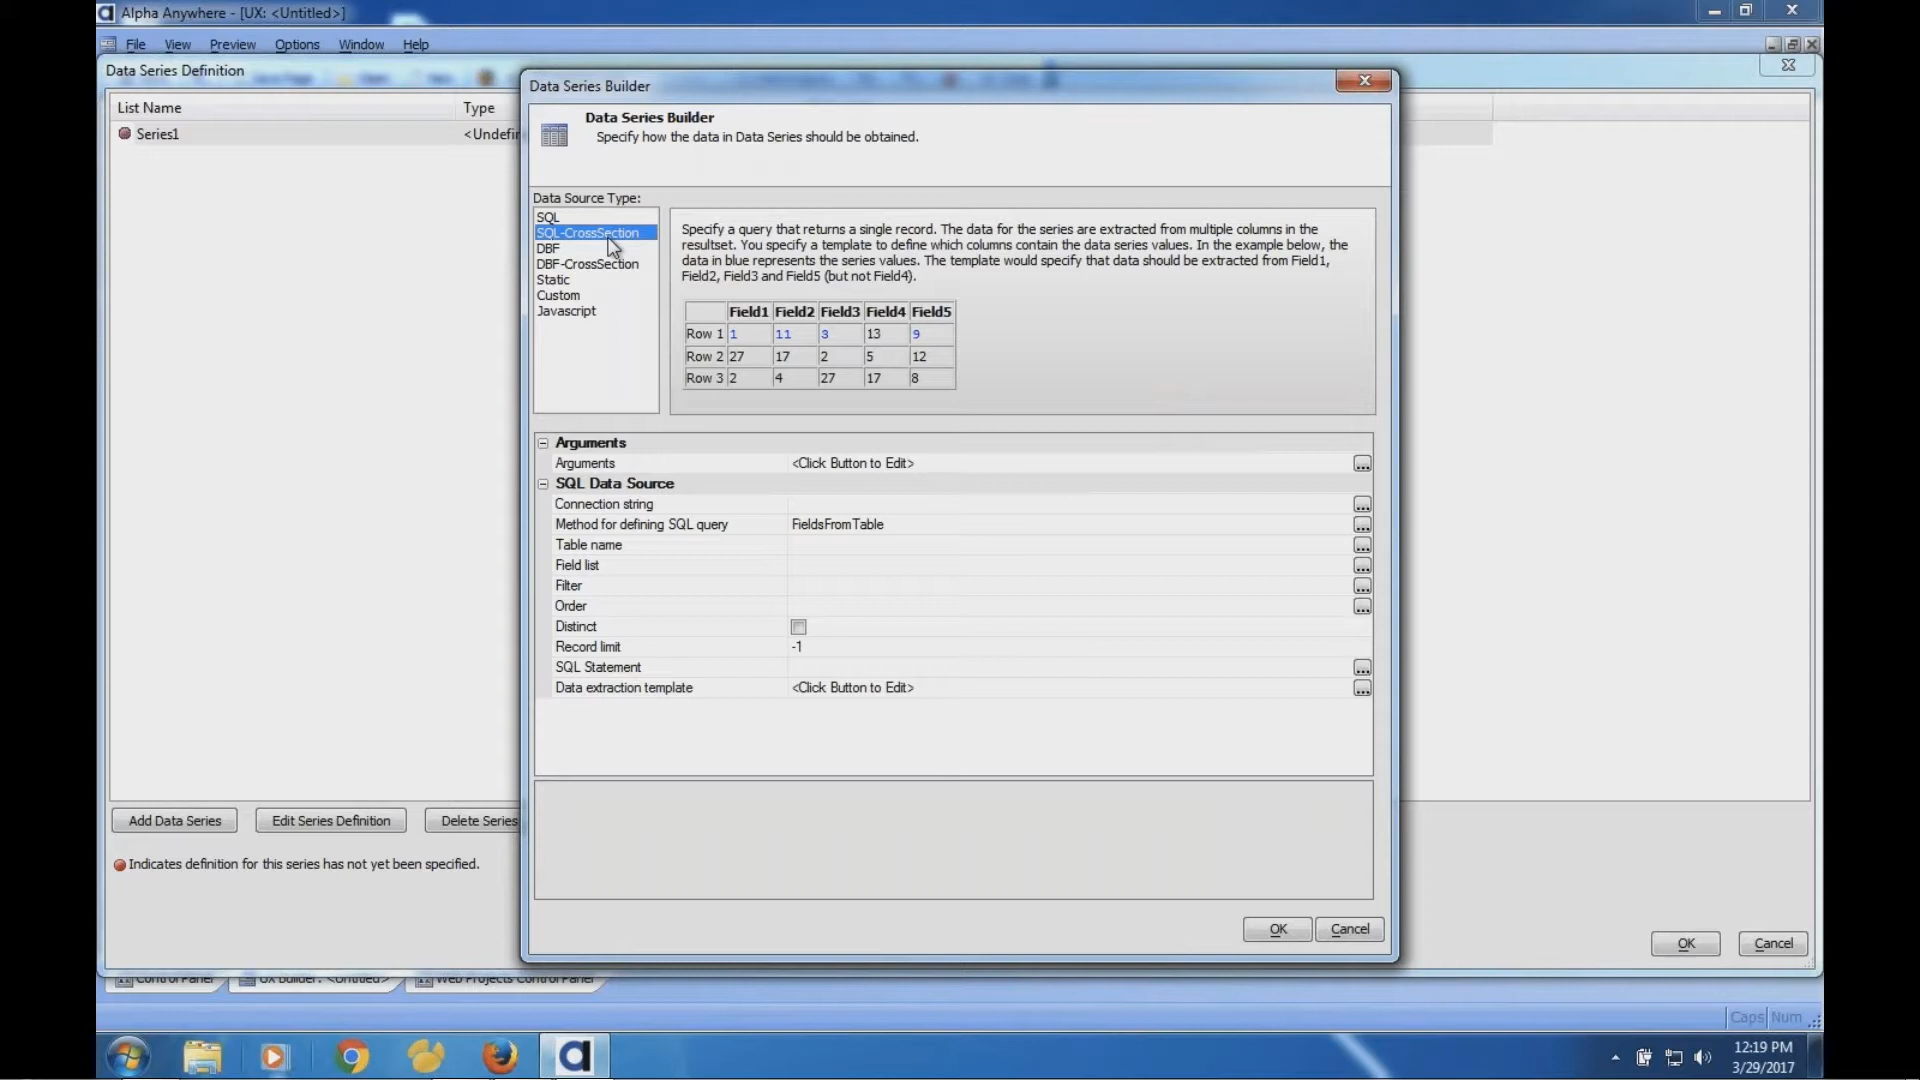 Alpha Anywhere - [UX: <Untitled>]
File View Preview Options Window Help
Data Series Definition
List Name Type
Series1 <Undefin
Data Series Builder
Data Series Builder
Specify how the data in Data Series should be obtained.
Data Source Type:
SQL
SQL-CrossSection
DBF
DBF-CrossSection
Static
Custom
Javascript
Specify a query that returns a single record. The data for the series are extracted from multiple columns in the
resultset. You specify a template to define which columns contain the data series values. In the example below, the
data in blue represents the series values. The template would specify that data should be extracted from Field1,
Field2, Field3 and Field5 (but not Field4).
Field1 Field2 Field3 Field4 Field5
Row 1 1 11 3 13 9
Row 2 27 17 2 5 12
Row 3 2 4 27 17 8
Arguments
Arguments <Click Button to Edit> ...
SQL Data Source
Connection string ...
Method for defining SQL query FieldsFromTable ...
Table name ...
Field list ...
Filter ...
Order ...
Distinct
Record limit -1
SQL Statement ...
Data extraction template <Click Button to Edit> ...
OK Cancel
Add Data Series Edit Series Definition Delete Series
Indicates definition for this series has not yet been specified.
OK Cancel
Control Panel UX Builder: <Untitled> Web Projects Control Panel
Caps Num
12:19 PM
3/29/2017